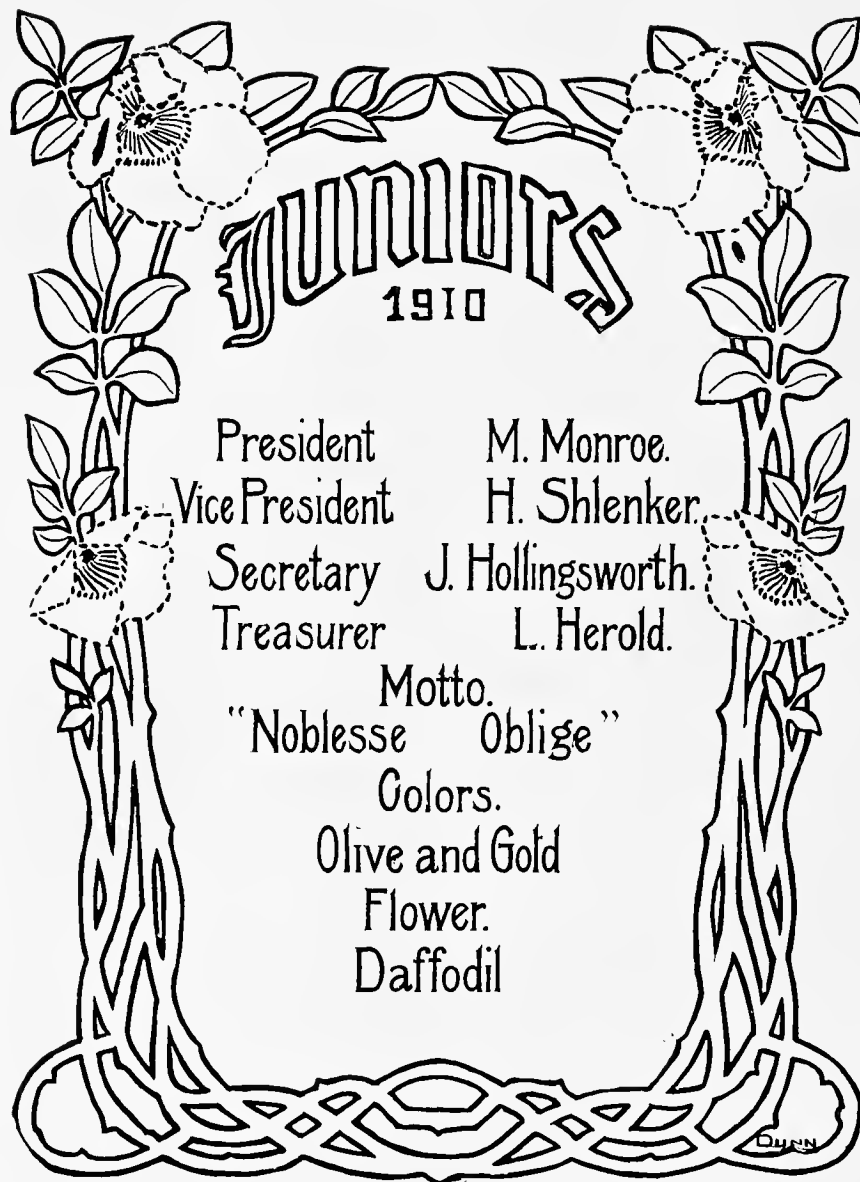 Juniors
1910
President M. Monroe.
Vice President H. Shlenker.
Secretary J. Hollingsworth.
Treasurer L. Herold.
Motto.
"Noblesse Oblige"
Colors.
Olive and Gold
Flower.
Daffodil
DUNN